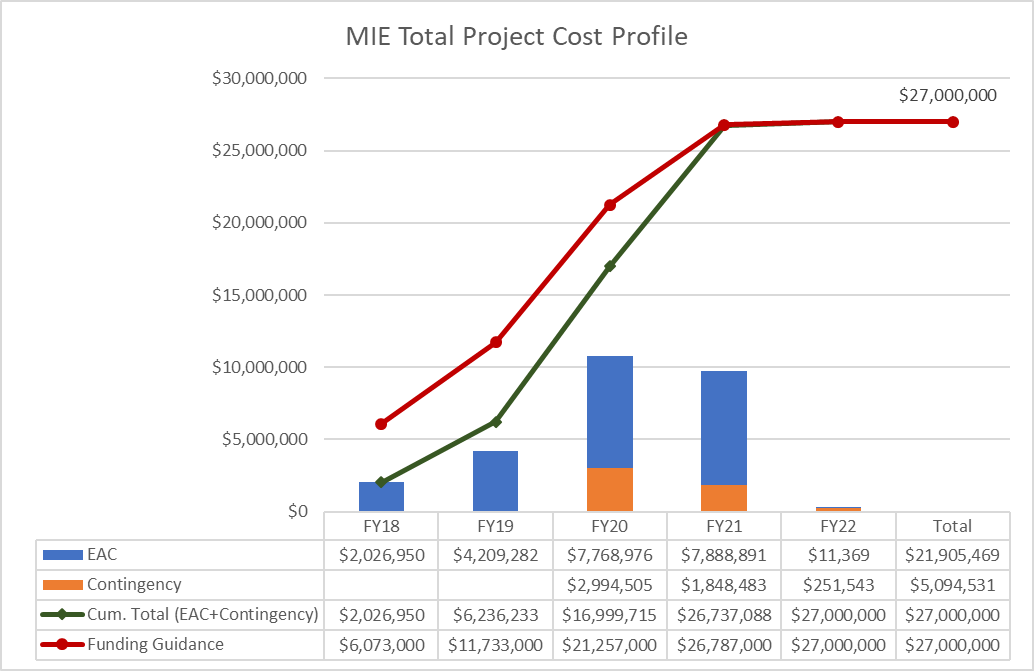 MIE Total Project Cost Profile
$30,000,000
$27,000,000
$25,000,000
$20,000,000
$15,000,000
$10,000,000
$5,000,000
$0
FY18 FY19 FY20 FY21 FY22 Total
EAC $2,026,950 $4,209,282 $7,768,976 $7,888,891 $11,369 $21,905,469
Contingency $2,994,505 $1,848,483 $251,543 $5,094,531
Cum. Total (EAC+Contingency) $2,026,950 $6,236,233 $16,999,715 $26,737,088 $27,000,000 $27,000,000
Funding Guidance $6,073,000 $11,733,000 $21,257,000 $26,787,000 $27,000,000 $27,000,000